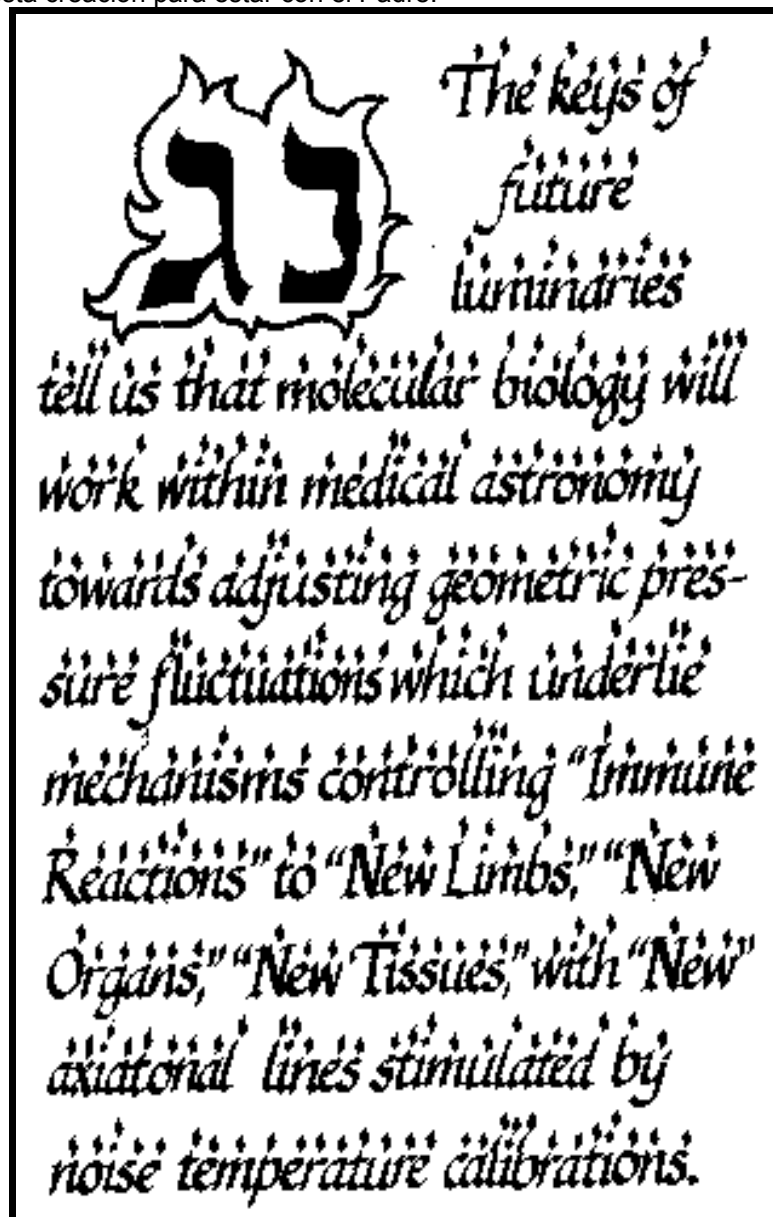 creación para estar con el Padre.
נג
The keys of
future
luminaries
tell us that molecular biology will
work within medical astronomy
towards adjusting geometric pres-
sure fluctuations which underlie
mechanisms controlling "Immune
Reactions" to "New Limbs," "New
Organs," "New Tissues," with "New"
axiatonal lines stimulated by
noise temperature calibrations.